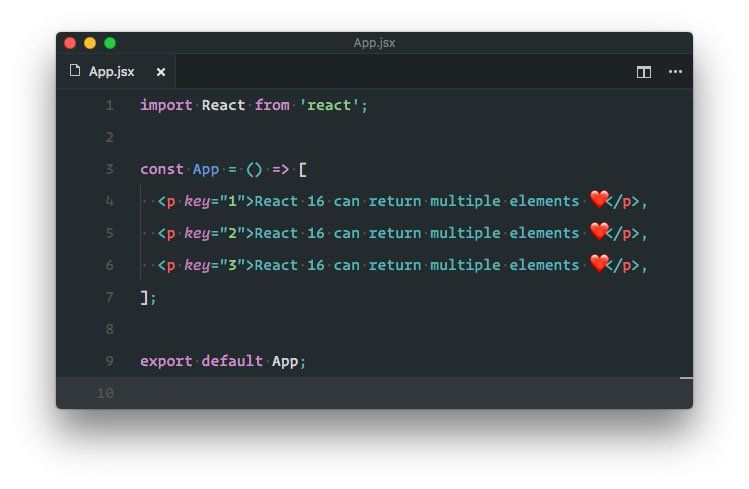 App.jsx
App.jsx ×
1 import React from 'react';
2
3 const App = () => [
4   <p key="1">React 16 can return multiple elements ❤️</p>,
5   <p key="2">React 16 can return multiple elements ❤️</p>,
6   <p key="3">React 16 can return multiple elements ❤️</p>,
7 ];
8
9 export default App;
10